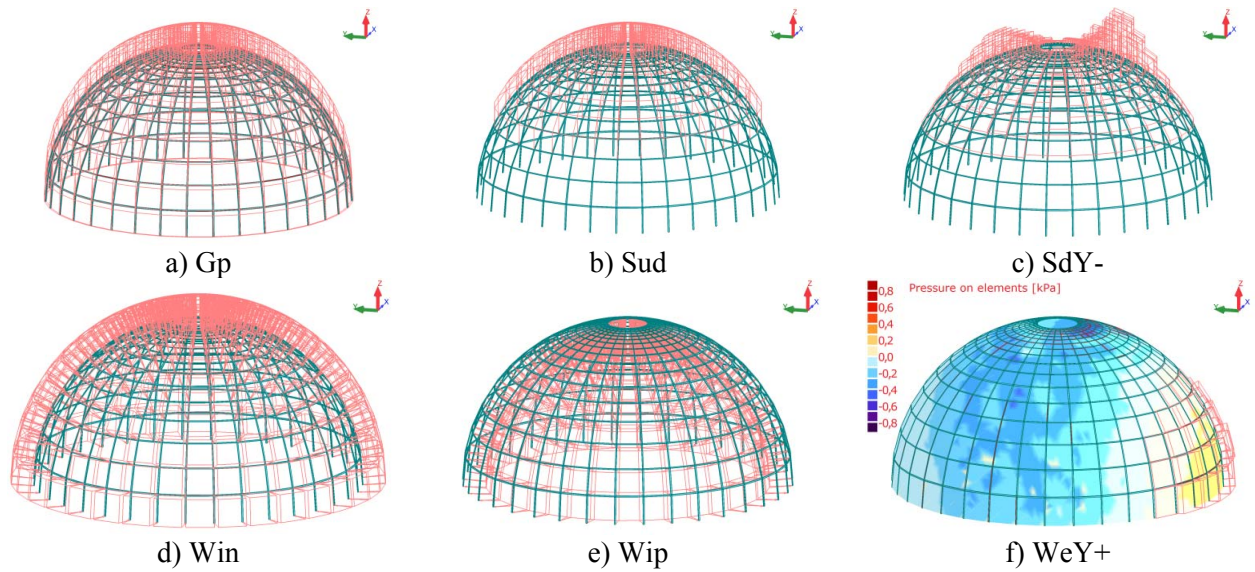 Z
Y
X
a) Gp
Z
Y
X
b) Sud
Z
Y
X
c) SdY-
Z
Y
X
d) Win
Z
Y
X
e) Wip
Pressure on elements [kPa]
0,8
0,6
0,4
0,2
0,0
-0,2
-0,4
-0,6
-0,8
Z
Y
X
f) WeY+